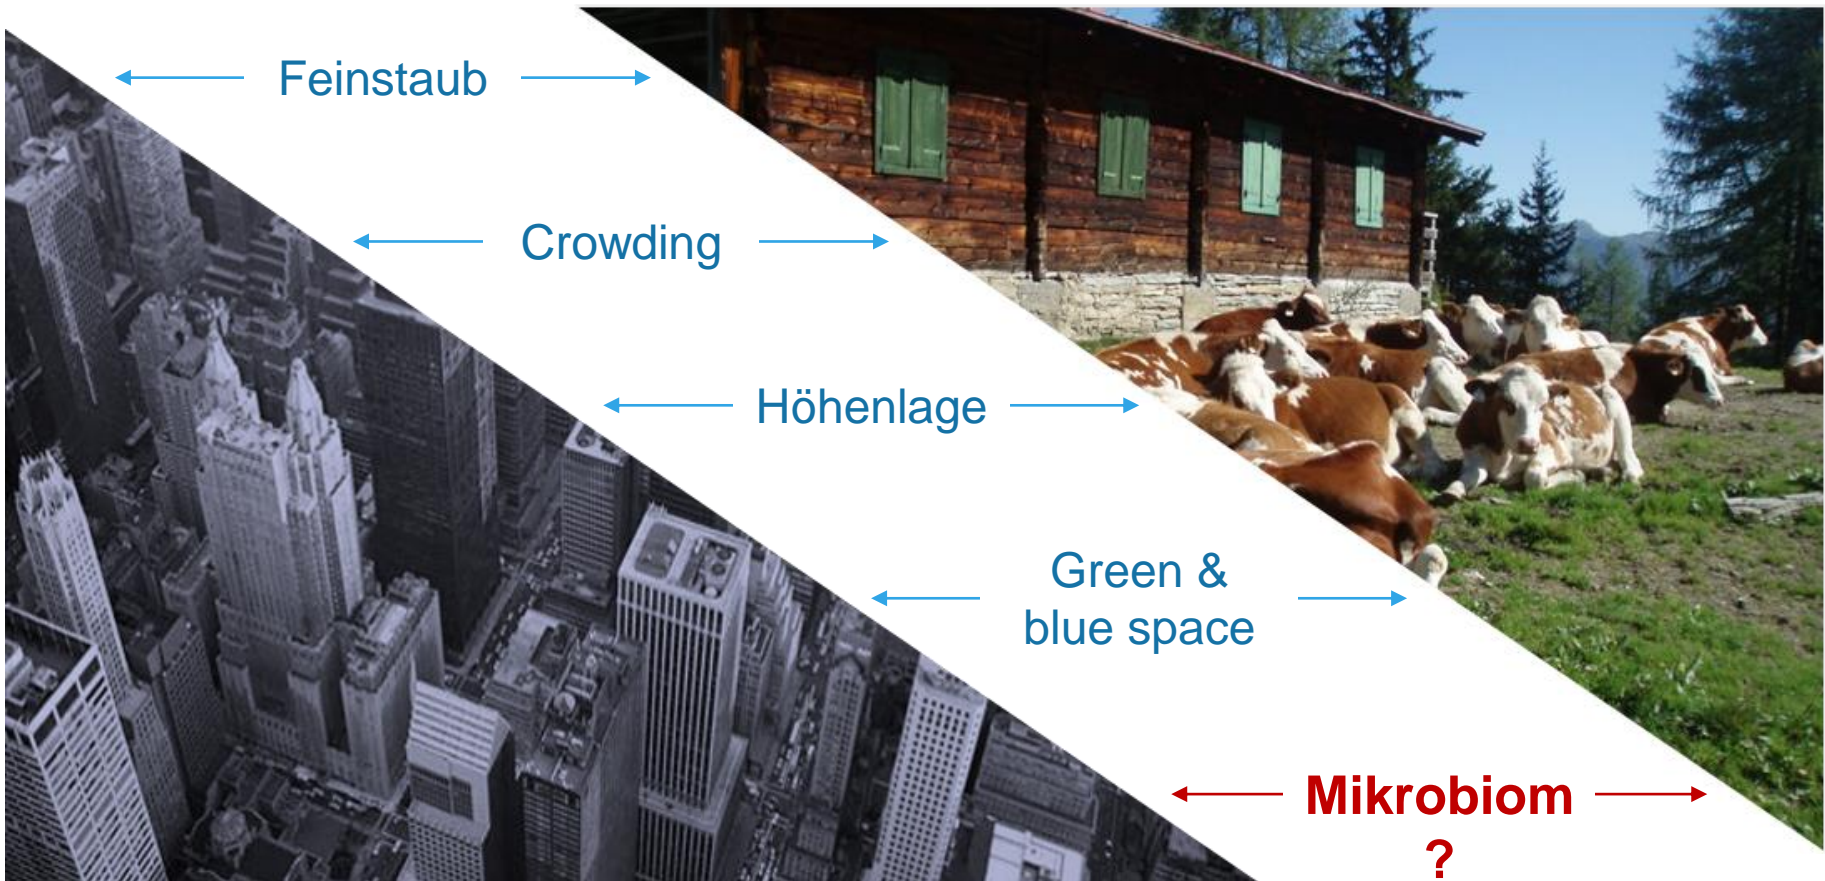 Feinstaub
Crowding
Höhenlage
Green &
blue space
Mikrobiom
?